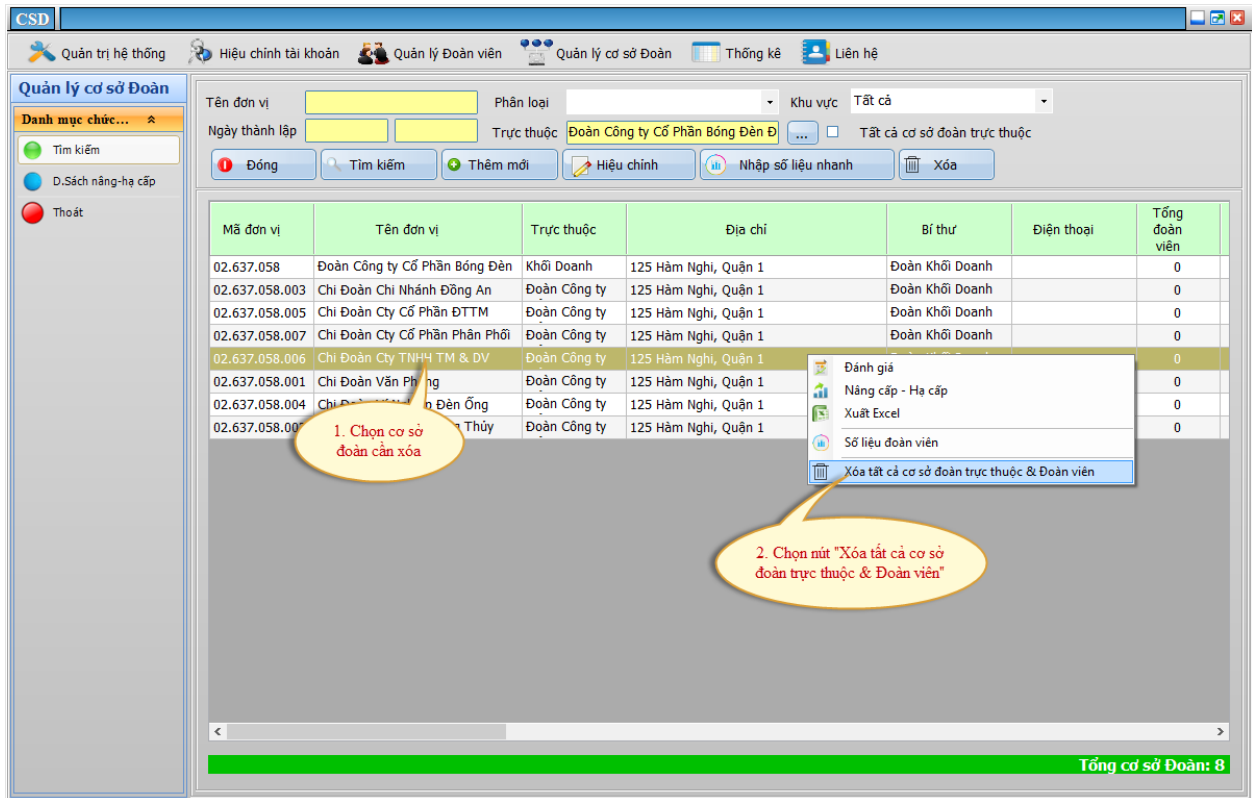 CSD
Quản trị hệ thống Hiệu chỉnh tài khoản Quản lý Đoàn viên Quản lý cơ sở Đoàn Thống kê Liên hệ
Quản lý cơ sở Đoàn
Danh mục chức...
Tìm kiếm
D.Sách nâng-hạ cấp
Thoát
Tên đơn vị Phân loại Khu vực Tất cả
Ngày thành lập Trực thuộc Đoàn Công ty Cổ Phần Bóng Đèn Đ ... Tất cả cơ sở đoàn trực thuộc
Đóng Tìm kiếm Thêm mới Hiệu chỉnh Nhập số liệu nhanh Xóa
Mã đơn vị Tên đơn vị Trực thuộc Địa chỉ Bí thư Điện thoại Tổng đoàn viên
02.637.058 Đoàn Công ty Cổ Phần Bóng Đèn Khối Doanh 125 Hàm Nghi, Quận 1 Đoàn Khối Doanh 0
02.637.058.003 Chi Đoàn Chi Nhánh Đồng An Đoàn Công ty 125 Hàm Nghi, Quận 1 Đoàn Khối Doanh 0
02.637.058.005 Chi Đoàn Cty Cổ Phần ĐTTM Đoàn Công ty 125 Hàm Nghi, Quận 1 Đoàn Khối Doanh 0
02.637.058.007 Chi Đoàn Cty Cổ Phần Phân Phối Đoàn Công ty 125 Hàm Nghi, Quận 1 Đoàn Khối Doanh 0
02.637.058.006 Chi Đoàn Cty TNHH TM & DV Đoàn Công ty 125 Hàm Nghi, Quận 1 0
02.637.058.001 Chi Đoàn Văn Phòng Đoàn Công ty 125 Hàm Nghi, Quận 1 0
02.637.058.004 Chi Đèn Ống Đoàn Công ty 125 Hàm Nghi, Quận 1 0
Thủy Đoàn Công ty 125 Hàm Nghi, Quận 1 0
Đánh giá
Nâng cấp - Hạ cấp
Xuất Excel
Số liệu đoàn viên
Xóa tất cả cơ sở đoàn trực thuộc & Đoàn viên
1. Chọn cơ sở
đoàn cần xóa
2. Chọn nút "Xóa tất cả cơ sở
đoàn trực thuộc & Đoàn viên"
Tổng cơ sở Đoàn: 8